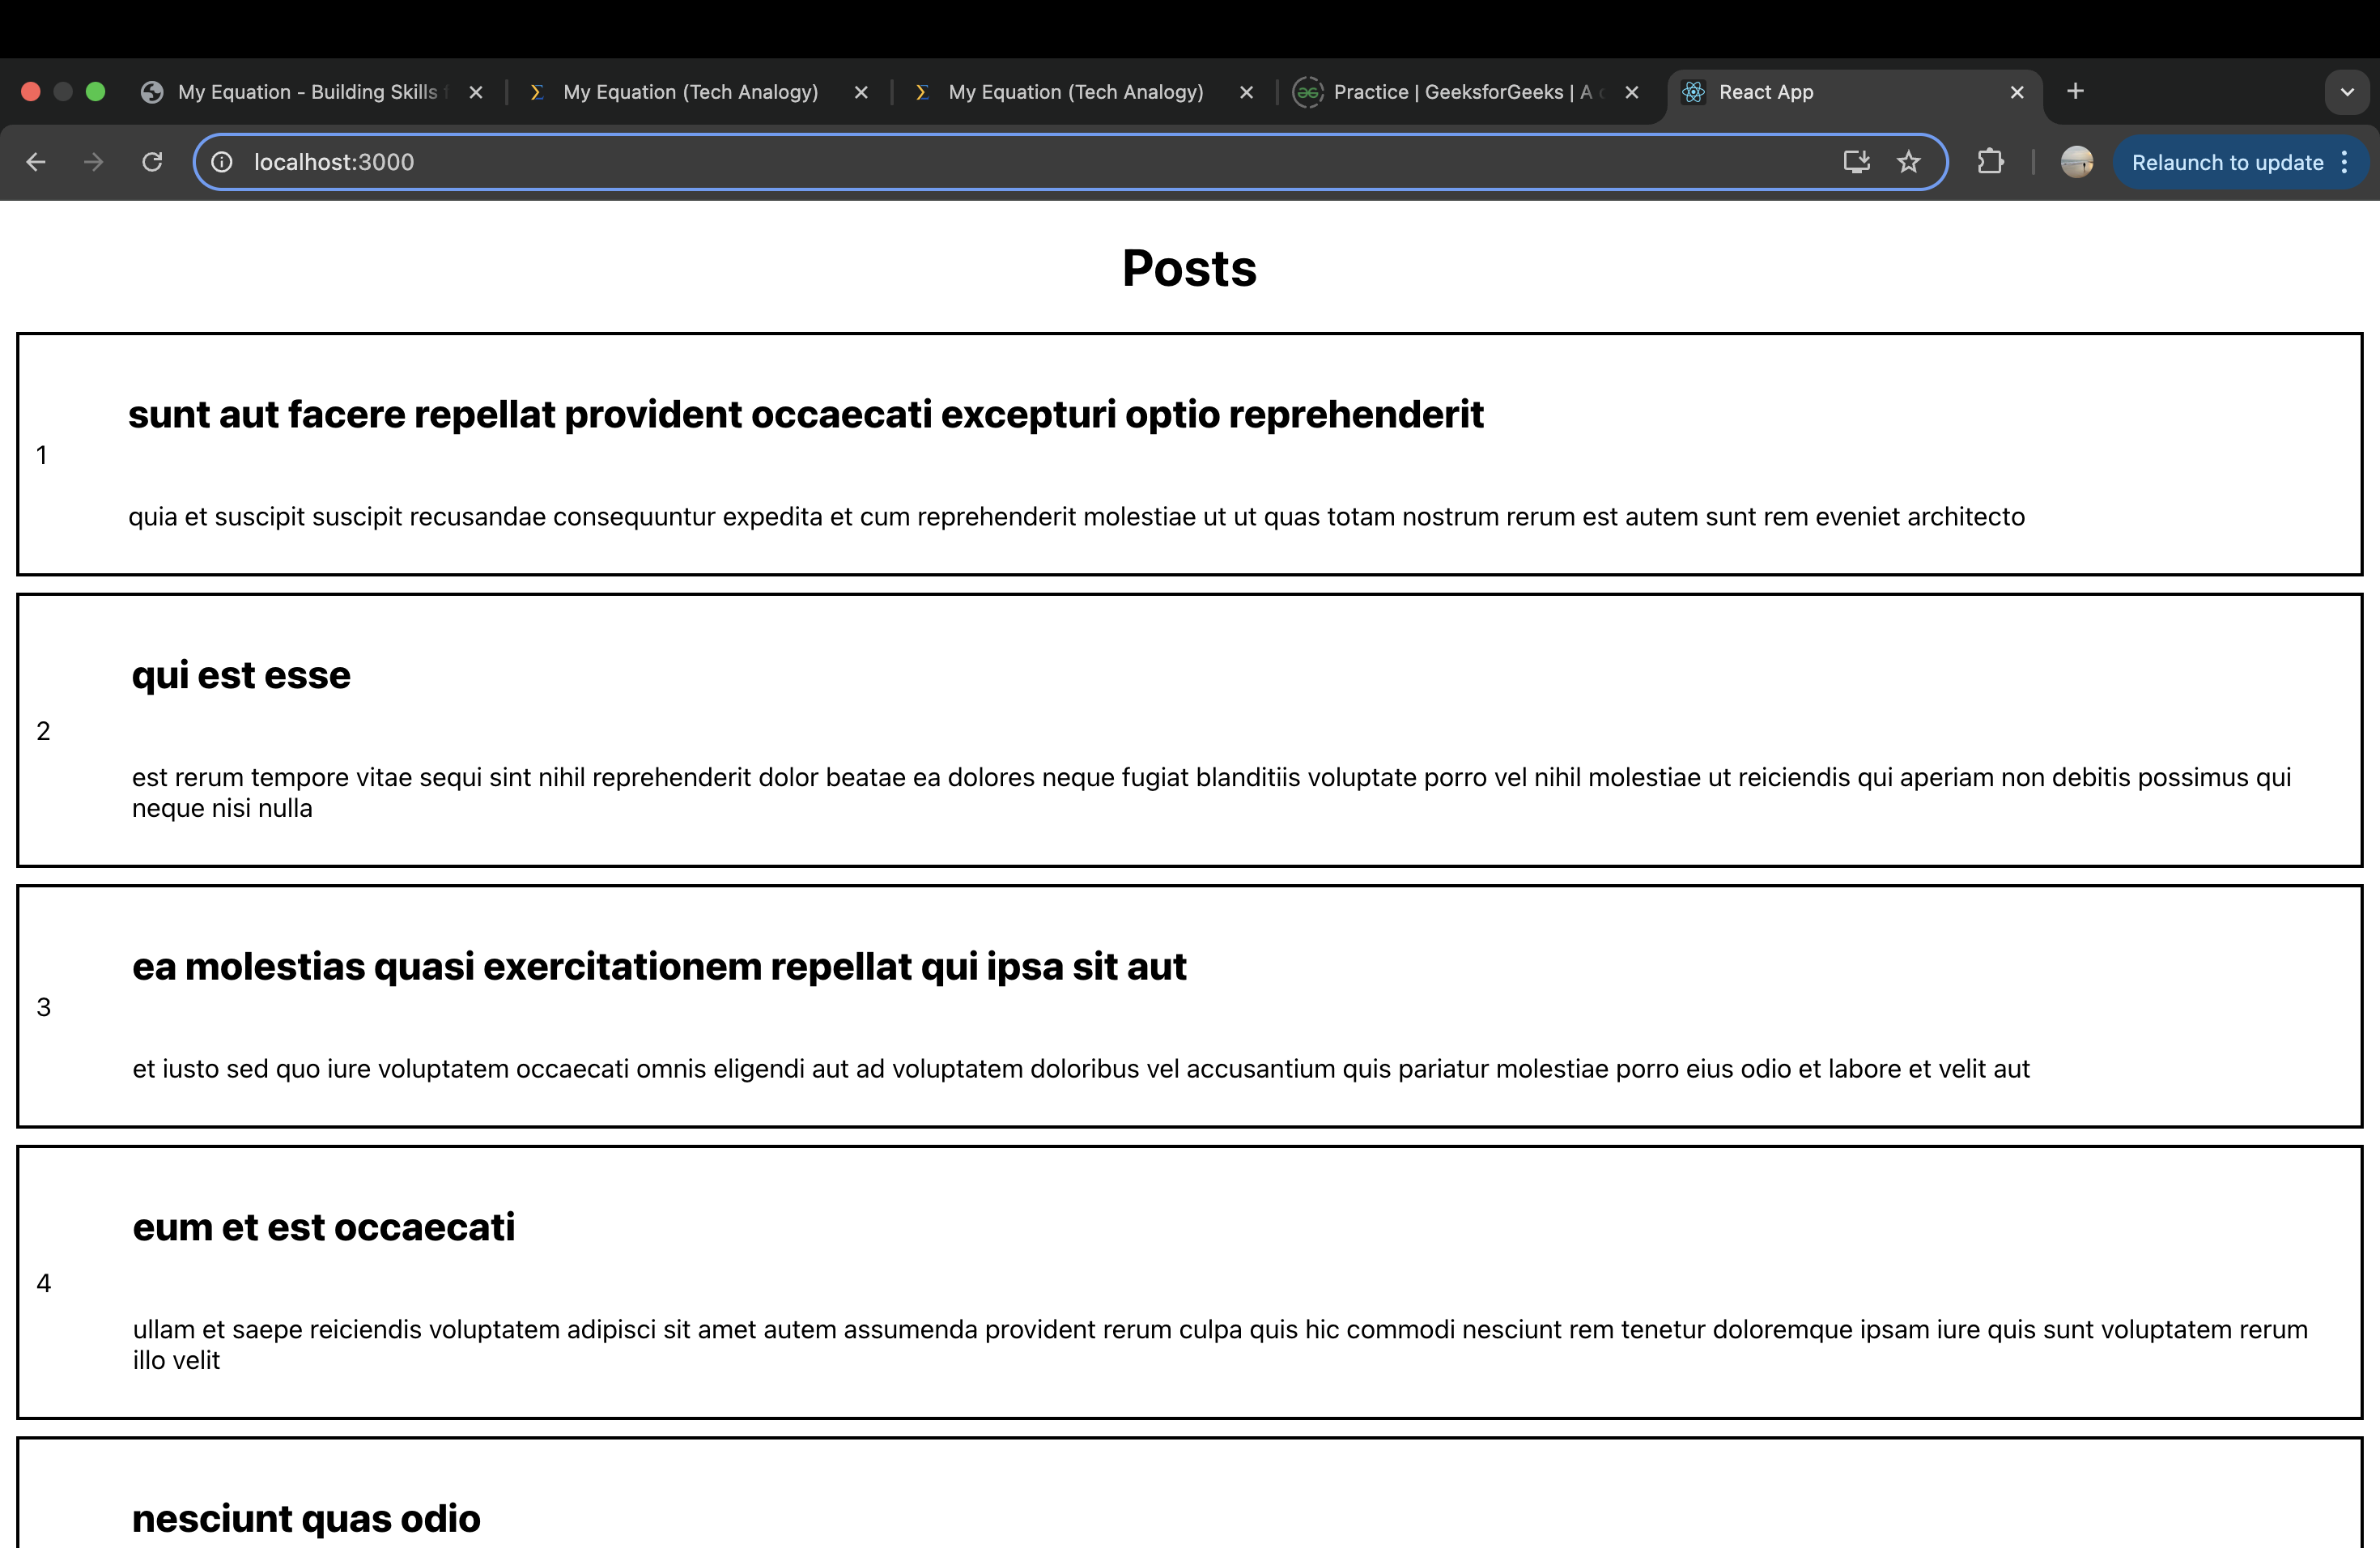 My Equation - Building Skills
My Equation (Tech Analogy)
My Equation (Tech Analogy)
Practice | GeeksforGeeks | A
React App
localhost:3000
Relaunch to update
Posts
sunt aut facere repellat provident occaecati excepturi optio reprehenderit
1
quia et suscipit suscipit recusandae consequuntur expedita et cum reprehenderit molestiae ut ut quas totam nostrum rerum est autem sunt rem eveniet architecto
qui est esse
2
est rerum tempore vitae sequi sint nihil reprehenderit dolor beatae ea dolores neque fugiat blanditiis voluptate porro vel nihil molestiae ut reiciendis qui aperiam non debitis possimus qui
neque nisi nulla
ea molestias quasi exercitationem repellat qui ipsa sit aut
3
et iusto sed quo iure voluptatem occaecati omnis eligendi aut ad voluptatem doloribus vel accusantium quis pariatur molestiae porro eius odio et labore et velit aut
eum et est occaecati
4
ullam et saepe reiciendis voluptatem adipisci sit amet autem assumenda provident rerum culpa quis hic commodi nesciunt rem tenetur doloremque ipsam iure quis sunt voluptatem rerum
illo velit
nesciunt quas odio